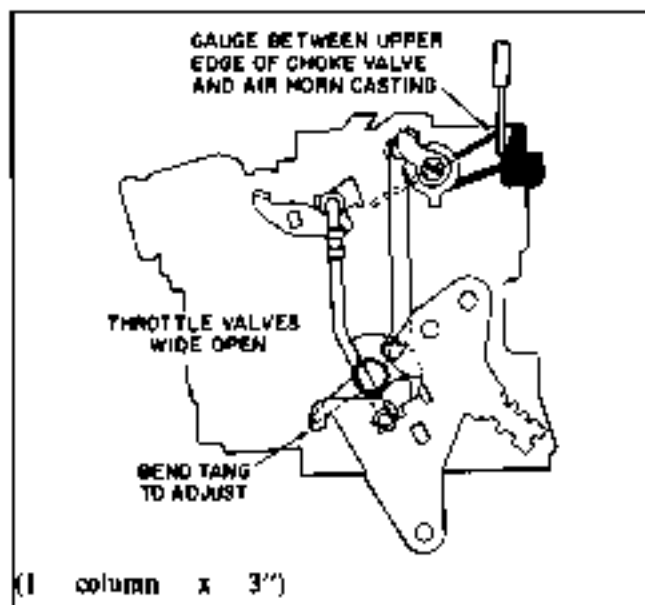 GAUGE BETWEEN UPPER
EDGE OF CHOKE VALVE
AND AIR HORN CASTING
THROTTLE VALVES
WIDE OPEN
BEND TANG
TO ADJUST
(1 column x 3")